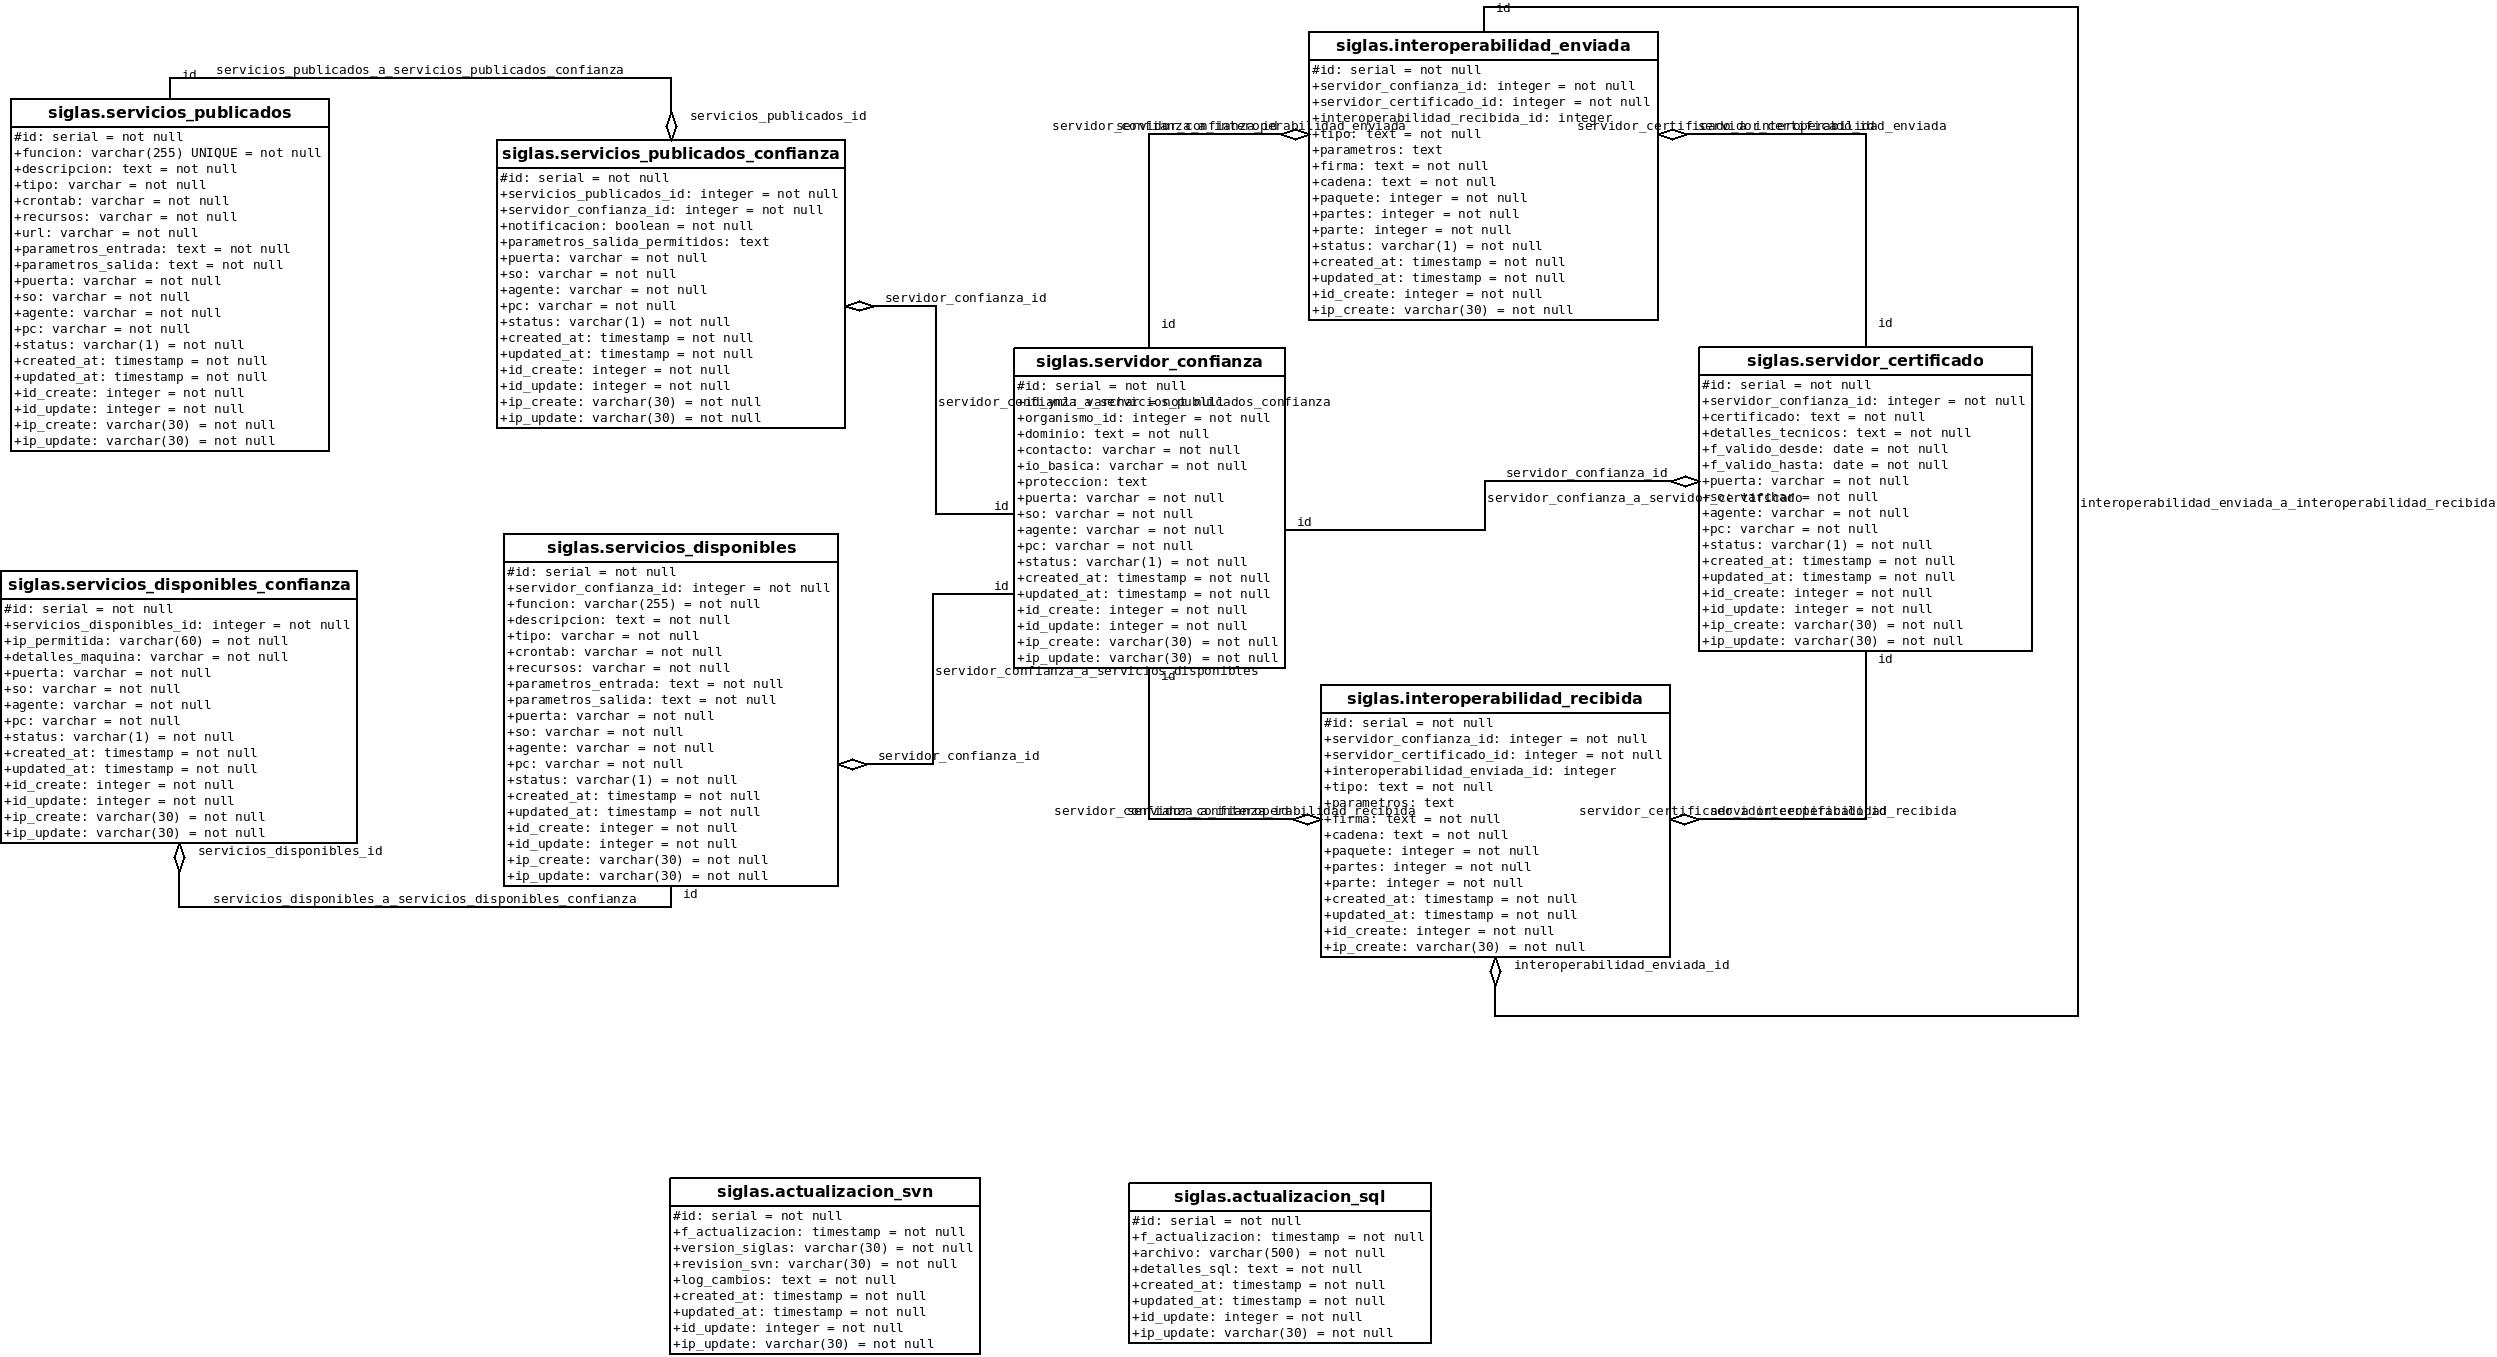 id
siglas.interoperabilidad_enviada
#id: serial = not null
+servidor_confianza_id: integer = not null
+servidor_certificado_id: integer = not null
+interoperabilidad_recibida_id: integer
+tipo: text = not null
+parametros: text
+firma: text = not null
+cadena: text = not null
+paquete: integer = not null
+partes: integer = not null
+parte: integer = not null
+status: varchar(1) = not null
+created_at: timestamp = not null
+updated_at: timestamp = not null
+id_create: integer = not null
+ip_create: varchar(30) = not null
servidor_confianza_a_interoperabilidad_enviada
servidor_confianza_id
servidor_certificado_a_interoperabilidad_enviada
servidor_certificado_id
id
id
id
servicios_publicados_a_servicios_publicados_confianza
servicios_publicados_id
siglas.servicios_publicados
#id: serial = not null
+funcion: varchar(255) UNIQUE = not null
+descripcion: text = not null
+tipo: varchar = not null
+crontab: varchar = not null
+recursos: varchar = not null
+url: varchar = not null
+parametros_entrada: text = not null
+parametros_salida: text = not null
+puerta: varchar = not null
+so: varchar = not null
+agente: varchar = not null
+pc: varchar = not null
+status: varchar(1) = not null
+created_at: timestamp = not null
+updated_at: timestamp = not null
+id_create: integer = not null
+id_update: integer = not null
+ip_create: varchar(30) = not null
+ip_update: varchar(30) = not null
siglas.servicios_publicados_confianza
#id: serial = not null
+servicios_publicados_id: integer = not null
+servidor_confianza_id: integer = not null
+notificacion: boolean = not null
+parametros_salida_permitidos: text
+puerta: varchar = not null
+so: varchar = not null
+agente: varchar = not null
+pc: varchar = not null
+status: varchar(1) = not null
+created_at: timestamp = not null
+updated_at: timestamp = not null
+id_create: integer = not null
+id_update: integer = not null
+ip_create: varchar(30) = not null
+ip_update: varchar(30) = not null
servidor_confianza_id
servidor_confianza_a_servicios_publicados_confianza
id
siglas.servidor_confianza
#id: serial = not null
varchar = not null
+organismo_id: integer = not null
+dominio: text = not null
+contacto: varchar = not null
+io_basica: varchar = not null
+proteccion: text
+puerta: varchar = not null
+so: varchar = not null
+agente: varchar = not null
+pc: varchar = not null
+status: varchar(1) = not null
+created_at: timestamp = not null
+updated_at: timestamp = not null
+id_create: integer = not null
+id_update: integer = not null
+ip_create: varchar(30) = not null
+ip_update: varchar(30) = not null
id
servidor_confianza_id
servidor_confianza_a_servidor_certificado
siglas.servidor_certificado
#id: serial = not null
+servidor_confianza_id: integer = not null
+certificado: text = not null
+detalles_tecnicos: text = not null
+f_valido_desde: date = not null
+f_valido_hasta: date = not null
+puerta: varchar = not null
+so: varchar = not null
+agente: varchar = not null
+pc: varchar = not null
+status: varchar(1) = not null
+created_at: timestamp = not null
+updated_at: timestamp = not null
+id_create: integer = not null
+id_update: integer = not null
+ip_create: varchar(30) = not null
+ip_update: varchar(30) = not null
id
interoperabilidad_enviada_a_interoperabilidad_recibida
siglas.servicios_disponibles_confianza
#id: serial = not null
+servicios_disponibles_id: integer = not null
+ip_permitida: varchar(60) = not null
+detalles_maquina: varchar = not null
+puerta: varchar = not null
+so: varchar = not null
+agente: varchar = not null
+pc: varchar = not null
+status: varchar(1) = not null
+created_at: timestamp = not null
+updated_at: timestamp = not null
+id_create: integer = not null
+id_update: integer = not null
+ip_create: varchar(30) = not null
+ip_update: varchar(30) = not null
servicios_disponibles_id
servicios_disponibles_a_servicios_disponibles_confianza
id
siglas.servicios_disponibles
#id: serial = not null
+servidor_confianza_id: integer = not null
+funcion: varchar(255) = not null
+descripcion: text = not null
+tipo: varchar = not null
+crontab: varchar = not null
+recursos: varchar = not null
+parametros_entrada: text = not null
+parametros_salida: text = not null
+puerta: varchar = not null
+so: varchar = not null
+agente: varchar = not null
+pc: varchar = not null
+status: varchar(1) = not null
+created_at: timestamp = not null
+updated_at: timestamp = not null
+id_create: integer = not null
+id_update: integer = not null
+ip_create: varchar(30) = not null
+ip_update: varchar(30) = not null
id
servidor_confianza_a_servicios_disponibles
servidor_confianza_id
id
siglas.interoperabilidad_recibida
#id: serial = not null
+servidor_confianza_id: integer = not null
+servidor_certificado_id: integer = not null
+interoperabilidad_enviada_id: integer
+tipo: text = not null
+parametros: text
+firma: text = not null
+cadena: text = not null
+paquete: integer = not null
+partes: integer = not null
+parte: integer = not null
+created_at: timestamp = not null
+updated_at: timestamp = not null
+id_create: integer = not null
+ip_create: varchar(30) = not null
servidor_confianza_a_interoperabilidad_recibida
servidor_confianza_id
servidor_certificado_a_interoperabilidad_recibida
servidor_certificado_id
interoperabilidad_enviada_id
siglas.actualizacion_svn
#id: serial = not null
+f_actualizacion: timestamp = not null
+version_siglas: varchar(30) = not null
+revision_svn: varchar(30) = not null
+log_cambios: text = not null
+created_at: timestamp = not null
+updated_at: timestamp = not null
+id_update: integer = not null
+ip_update: varchar(30) = not null
siglas.actualizacion_sql
#id: serial = not null
+f_actualizacion: timestamp = not null
+archivo: varchar(500) = not null
+detalles_sql: text = not null
+created_at: timestamp = not null
+updated_at: timestamp = not null
+id_update: integer = not null
+ip_update: varchar(30) = not null